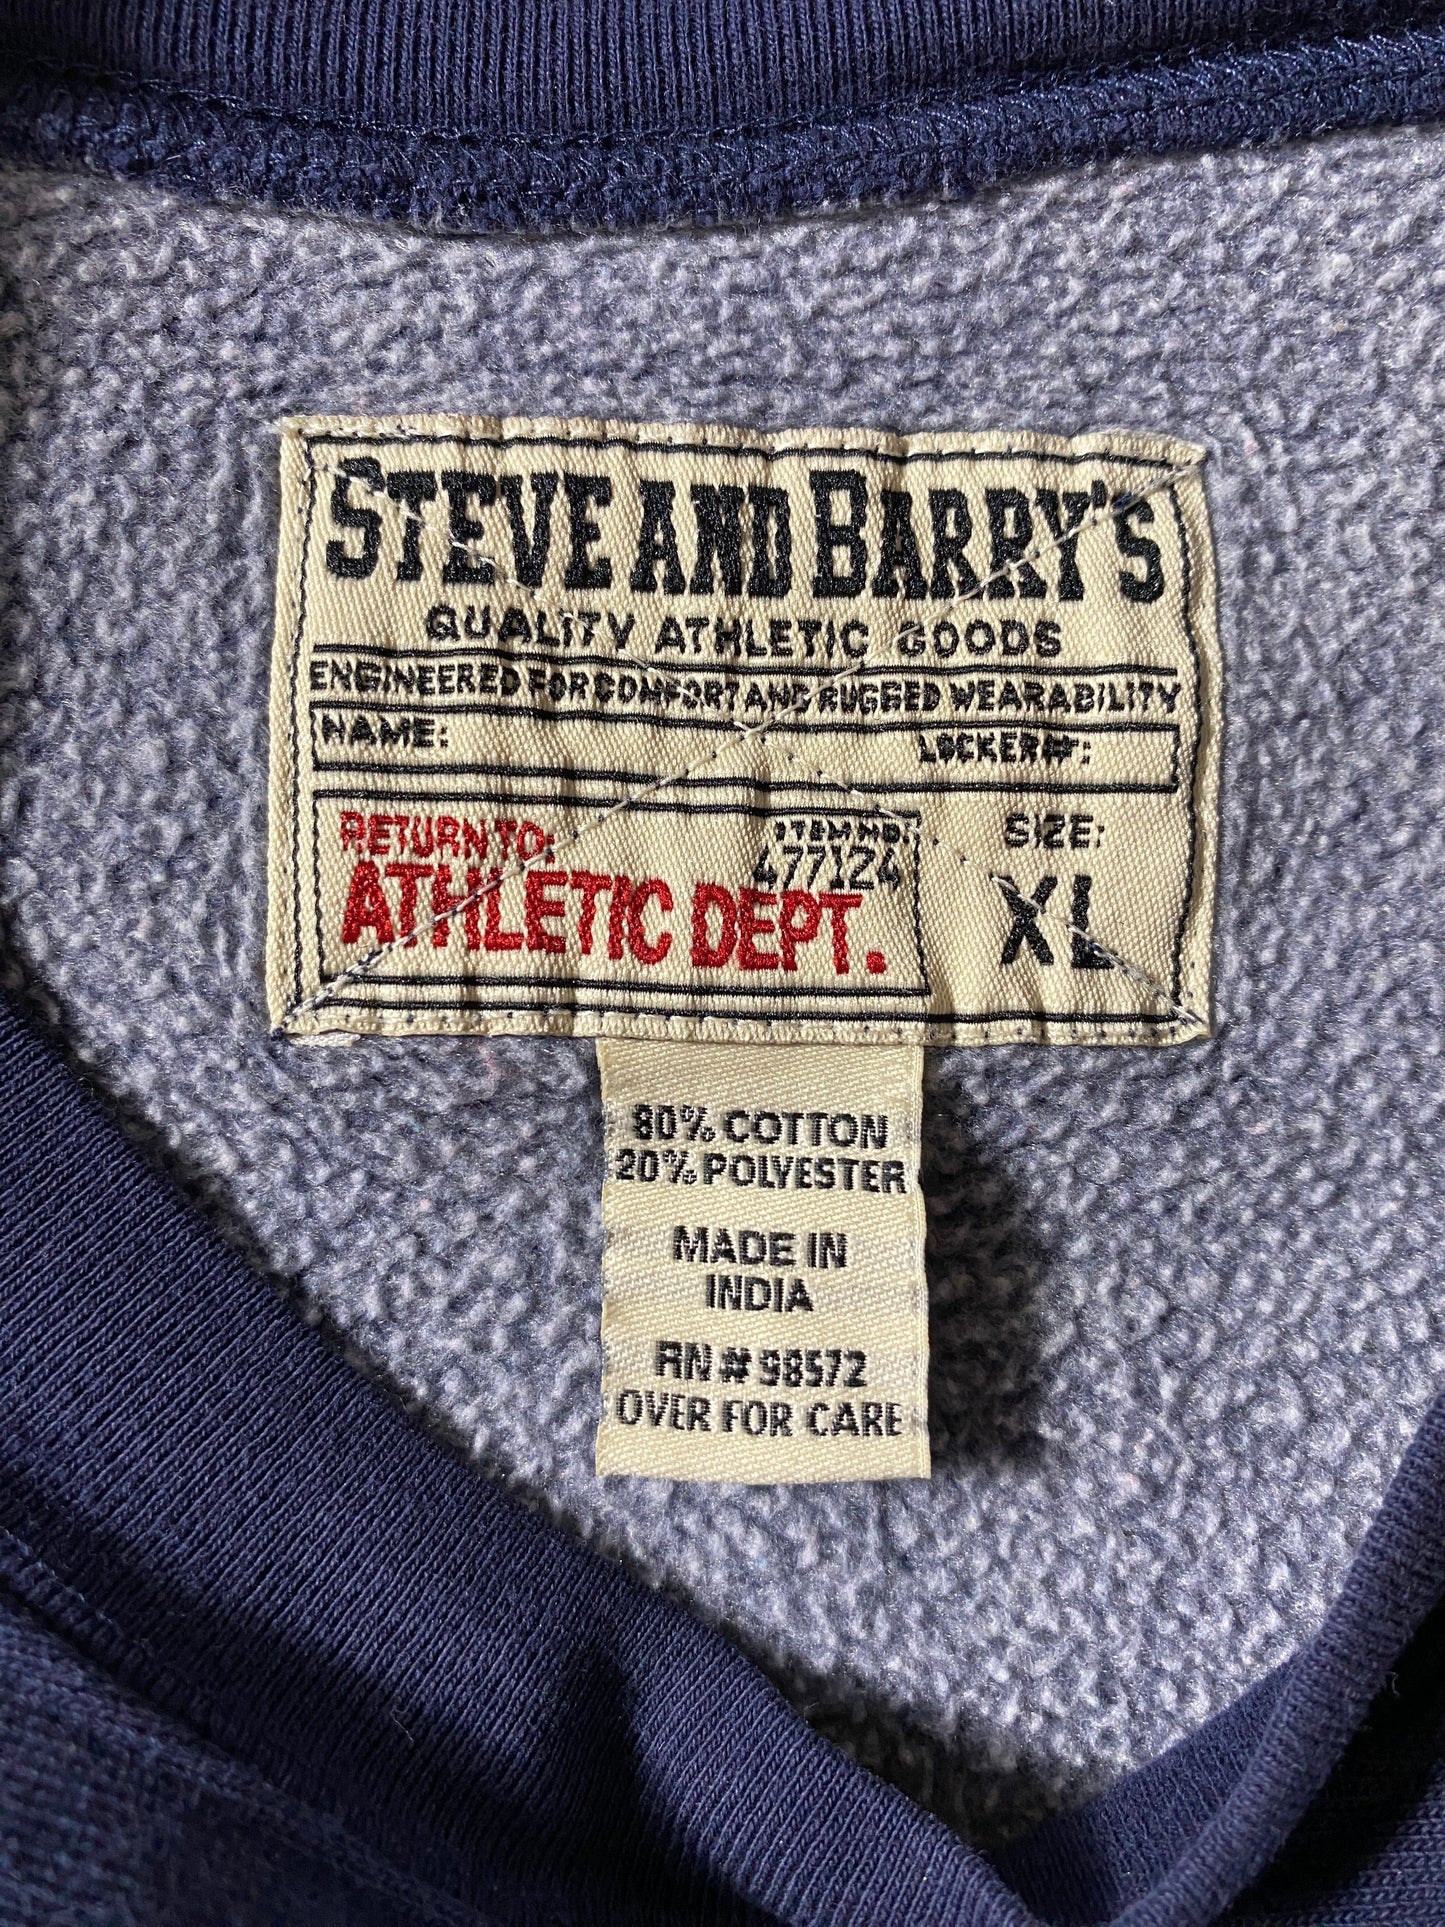 STEVE AND BARRY'S
QUALITY ATHLETIC GOODS
ENGINEERED FOR COMFORT AND RUGGED WEARABILITY
NAME: LOCKER#:
RETURN TO: ITEM NO. SIZE:
477124
ATHLETIC DEPT. XL
80% COTTON
20% POLYESTER
MADE IN
INDIA
RN # 98572
OVER FOR CARE